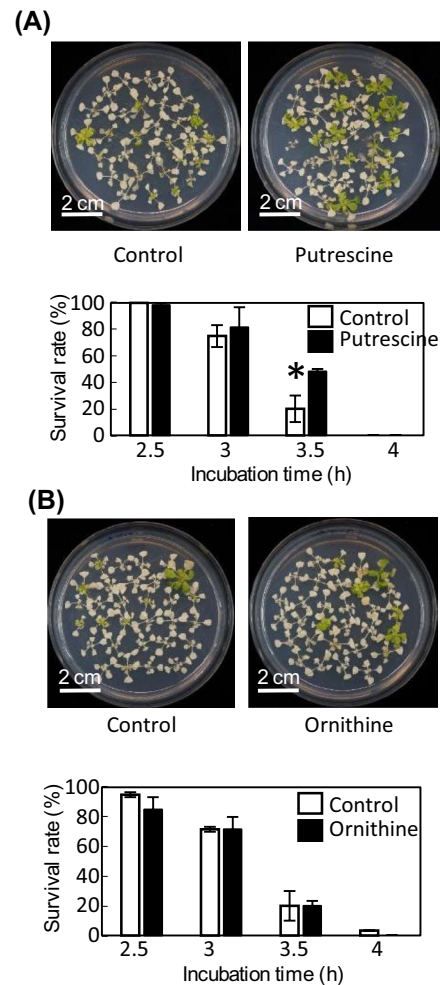 (A)
2 cm
2 cm
Control
Putrescine
Survival rate (%)
100
80
60
40
20
0
Control
Putrescine
*
2.5 3 3.5 4
Incubation time (h)
(B)
2 cm
2 cm
Control
Ornithine
Survival rate (%)
100
80
60
40
20
0
Control
Ornithine
2.5 3 3.5 4
Incubation time (h)